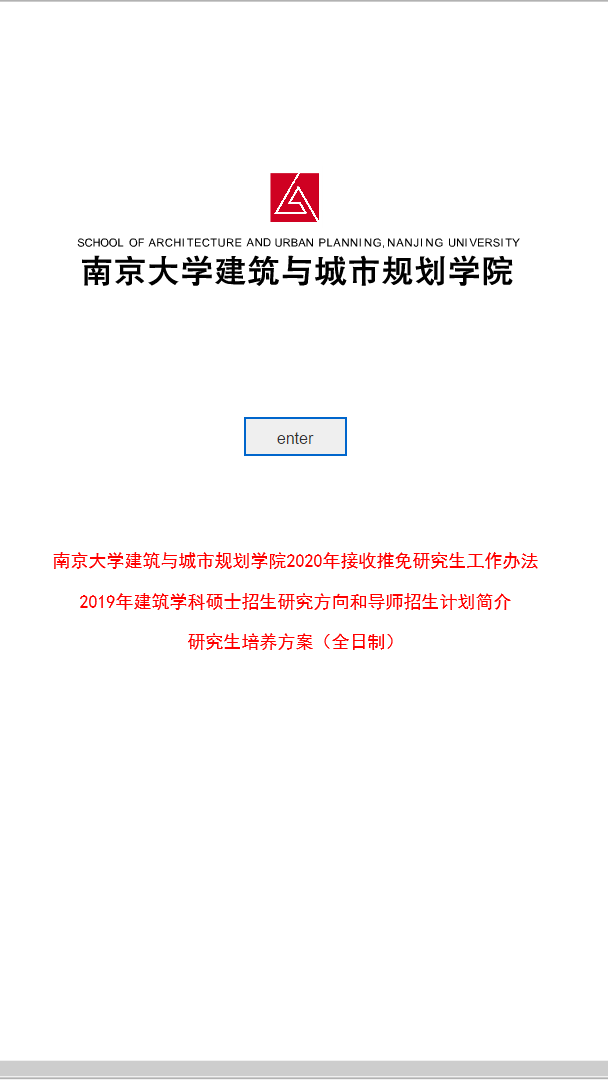 SCHOOL OF ARCHITECTURE AND URBAN PLANNING, NANJING UNIVERSITY
南京大学建筑与城市规划学院
enter
南京大学建筑与城市规划学院2020年接收推免研究生工作办法
2019年建筑学科硕士招生研究方向和导师招生计划简介
研究生培养方案（全日制）